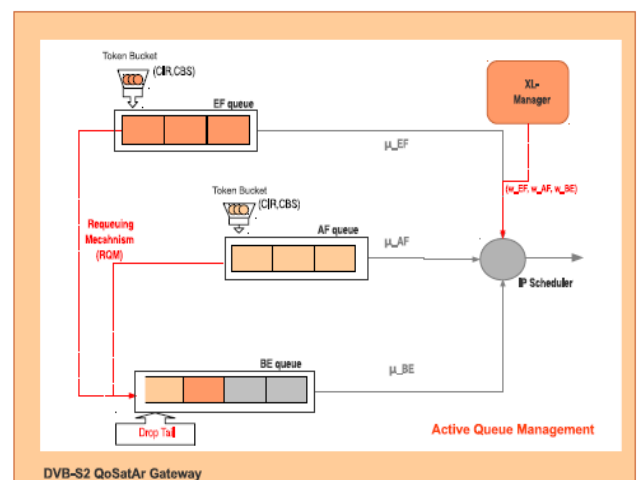 Token Bucket
(CIR,CBS)
EF queue
XL-
Manager
μ_EF
(w_EF, w_AF, w_BE)
Token Bucket
(CIR,CBS)
Requeuing
Mecahnism
(RQM)
AF queue
μ_AF
IP Scheduler
BE queue
μ_BE
Drop Tail
Active Queue Management
DVB-S2 QoSatAr Gateway